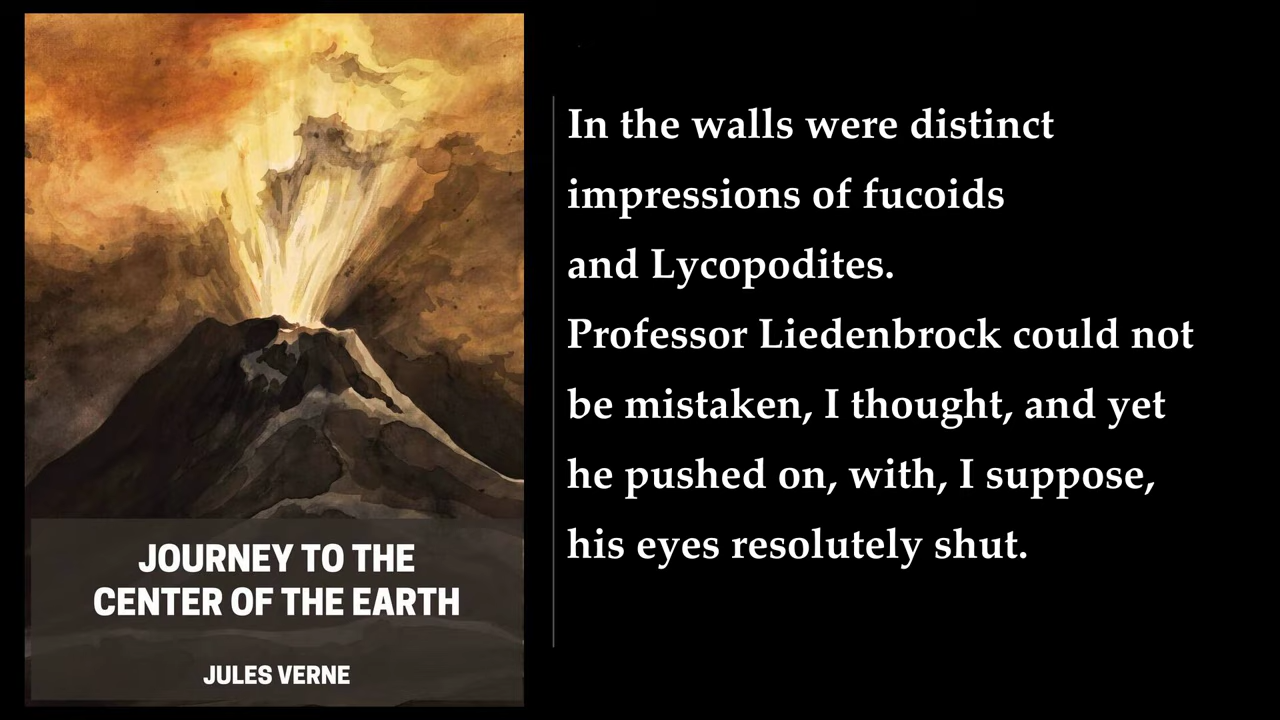 JOURNEY TO THE
CENTER OF THE EARTH
JULES VERNE
In the walls were distinct
impressions of fucoids
and Lycopodites.
Professor Liedenbrock could not
be mistaken, I thought, and yet
he pushed on, with, I suppose,
his eyes resolutely shut.